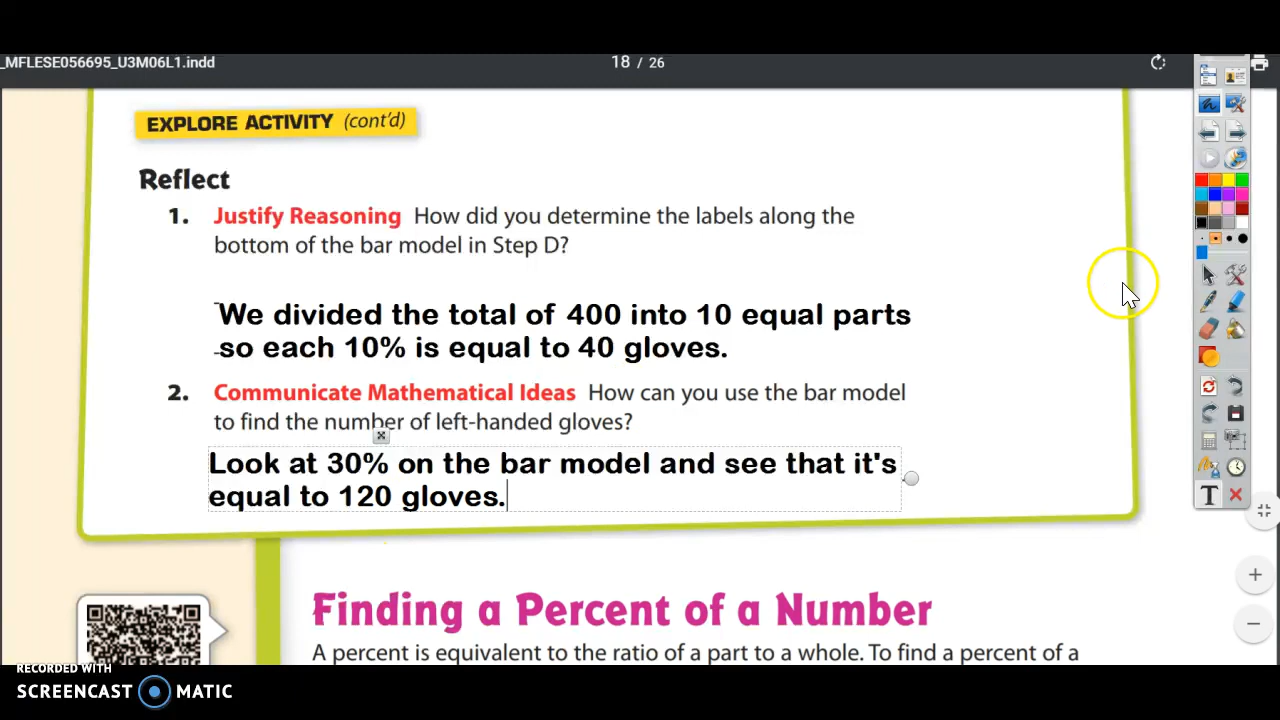 _MFLESE056695_U3M06L1.indd
18 / 26
EXPLORE ACTIVITY (cont'd)
Reflect
1. Justify Reasoning How did you determine the labels along the
bottom of the bar model in Step D?
We divided the total of 400 into 10 equal parts
so each 10% is equal to 40 gloves.
2. Communicate Mathematical Ideas How can you use the bar model
to find the number of left-handed gloves?
Look at 30% on the bar model and see that it's
equal to 120 gloves.
Finding a Percent of a Number
A percent is equivalent to the ratio of a part to a whole. To find a percent of a
RECORDED WITH
SCREENCAST MATIC